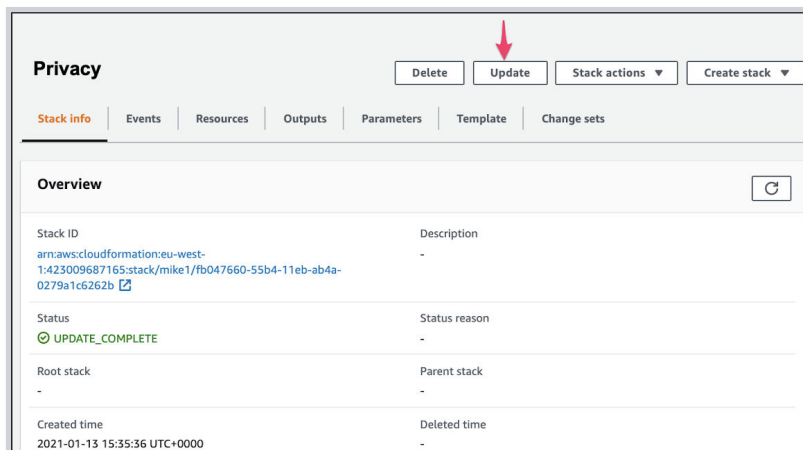 Privacy
Delete
Update
Stack actions
Create stack
Stack info
Events
Resources
Outputs
Parameters
Template
Change sets
Overview
Stack ID
arn:aws:cloudformation:eu-west-
1:423009687165:stack/mike1/fb047660-55b4-11eb-ab4a-
0279a1c6262b
Description
-
Status
UPDATE_COMPLETE
Status reason
-
Root stack
-
Parent stack
-
Created time
2021-01-13 15:35:36 UTC+0000
Deleted time
-